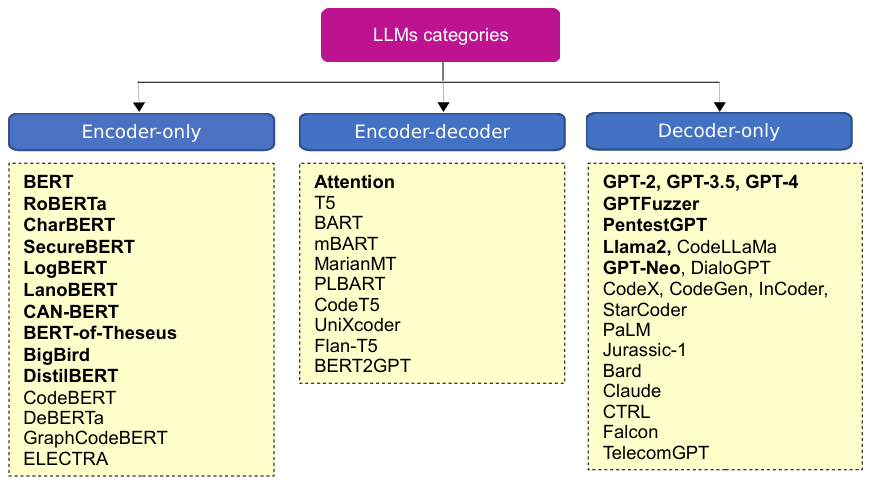 LLMs categories
Encoder-only
BERT
RoBERTa
CharBERT
SecureBERT
LogBERT
LanoBERT
CAN-BERT
BERT-of-Theseus
BigBird
DistilBERT
CodeBERT
DeBERTa
GraphCodeBERT
ELECTRA
Encoder-decoder
Attention
T5
BART
mBART
MarianMT
PLBART
CodeT5
UniXcoder
Flan-T5
BERT2GPT
Decoder-only
GPT-2, GPT-3.5, GPT-4
GPTFuzzer
PentestGPT
Llama2, CodeLLaMa
GPT-Neo, DialoGPT
CodeX, CodeGen, InCoder,
StarCoder
PaLM
Jurassic-1
Bard
Claude
CTRL
Falcon
TelecomGPT